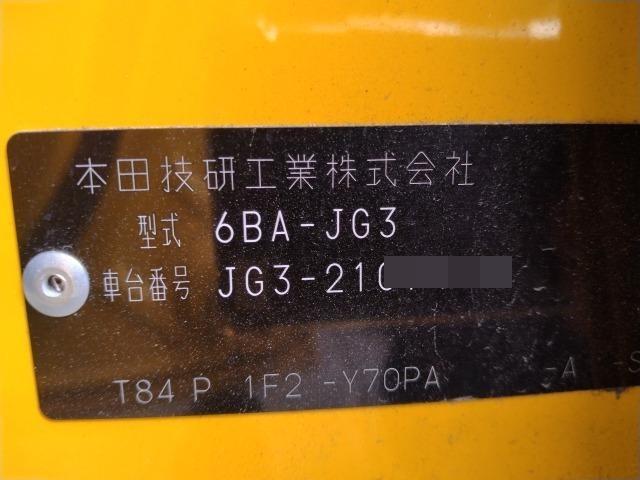 本田技研工業株式会社
型式 6BA-JG3
車台番号 JG3-210
T84P 1F2 -Y70PA -A -S